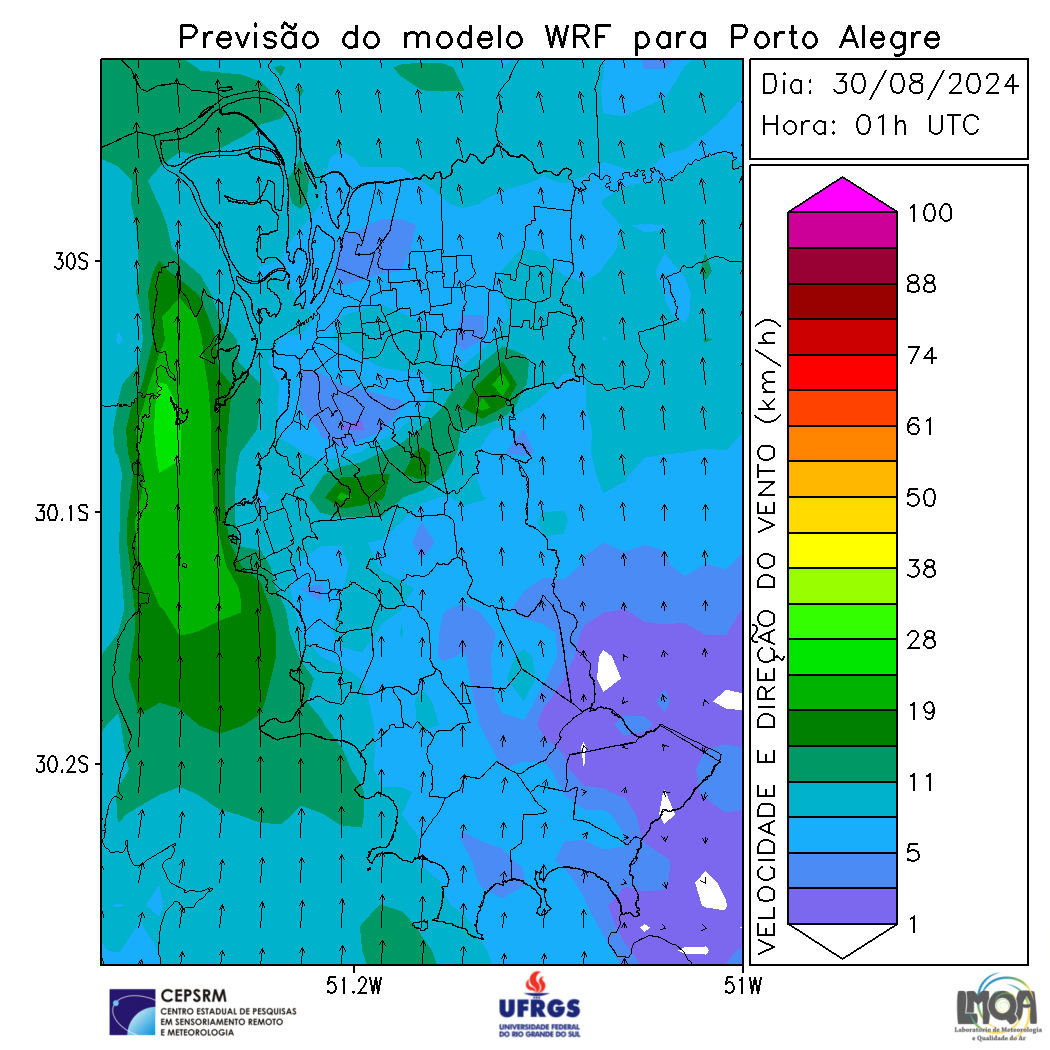 Previsão do modelo WRF para Porto Alegre
Dia: 30/08/2024
Hora: 01h UTC
30S
30.1S
30.2S
51.2W
51W
VELOCIDADE E DIREÇÃO DO VENTO (km/h)
100
88
74
61
50
38
28
19
11
5
1
CEPSRM
CENTRO ESTADUAL DE PESQUISAS
EM SENSORIAMENTO REMOTO
E METEOROLOGIA
UFRGS
UNIVERSIDADE FEDERAL
DO RIO GRANDE DO SUL
LMQA
Laboratório de Meteorologia
e Qualidade do Ar